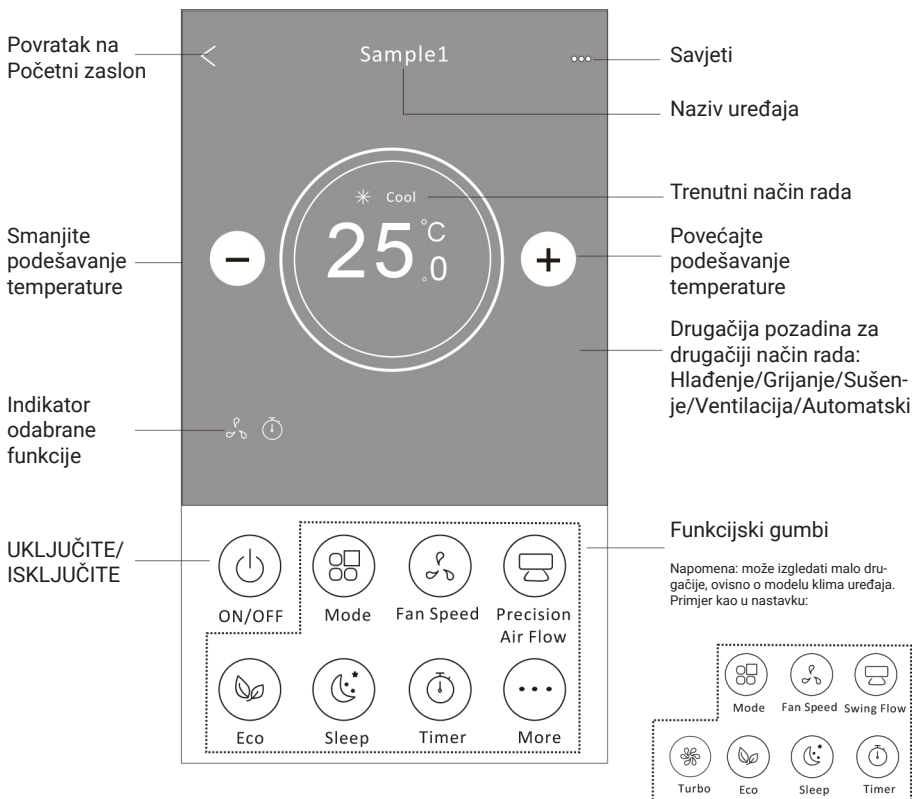 Povratak na
Početni zaslon
Sample1
Savjeti
Naziv uređaja
Cool
Trenutni način rada
25
°C
.0
Smanjite
podešavanje
temperature
−
+
Povećajte
podešavanje
temperature
Drugačija pozadina za
drugačiji način rada:
Hlađenje/Grijanje/Sušen-
je/Ventilacija/Automatski
Indikator
odabrane
funkcije
UKLJUČITE/
ISKLJUČITE
ON/OFF
Mode
Fan Speed
Precision
Air Flow
Eco
Sleep
Timer
More
Funkcijski gumbi
Napomena: može izgledati malo dru-
gačije, ovisno o modelu klima uređaja.
Primjer kao u nastavku:
Mode
Fan Speed
Swing Flow
Turbo
Eco
Sleep
Timer